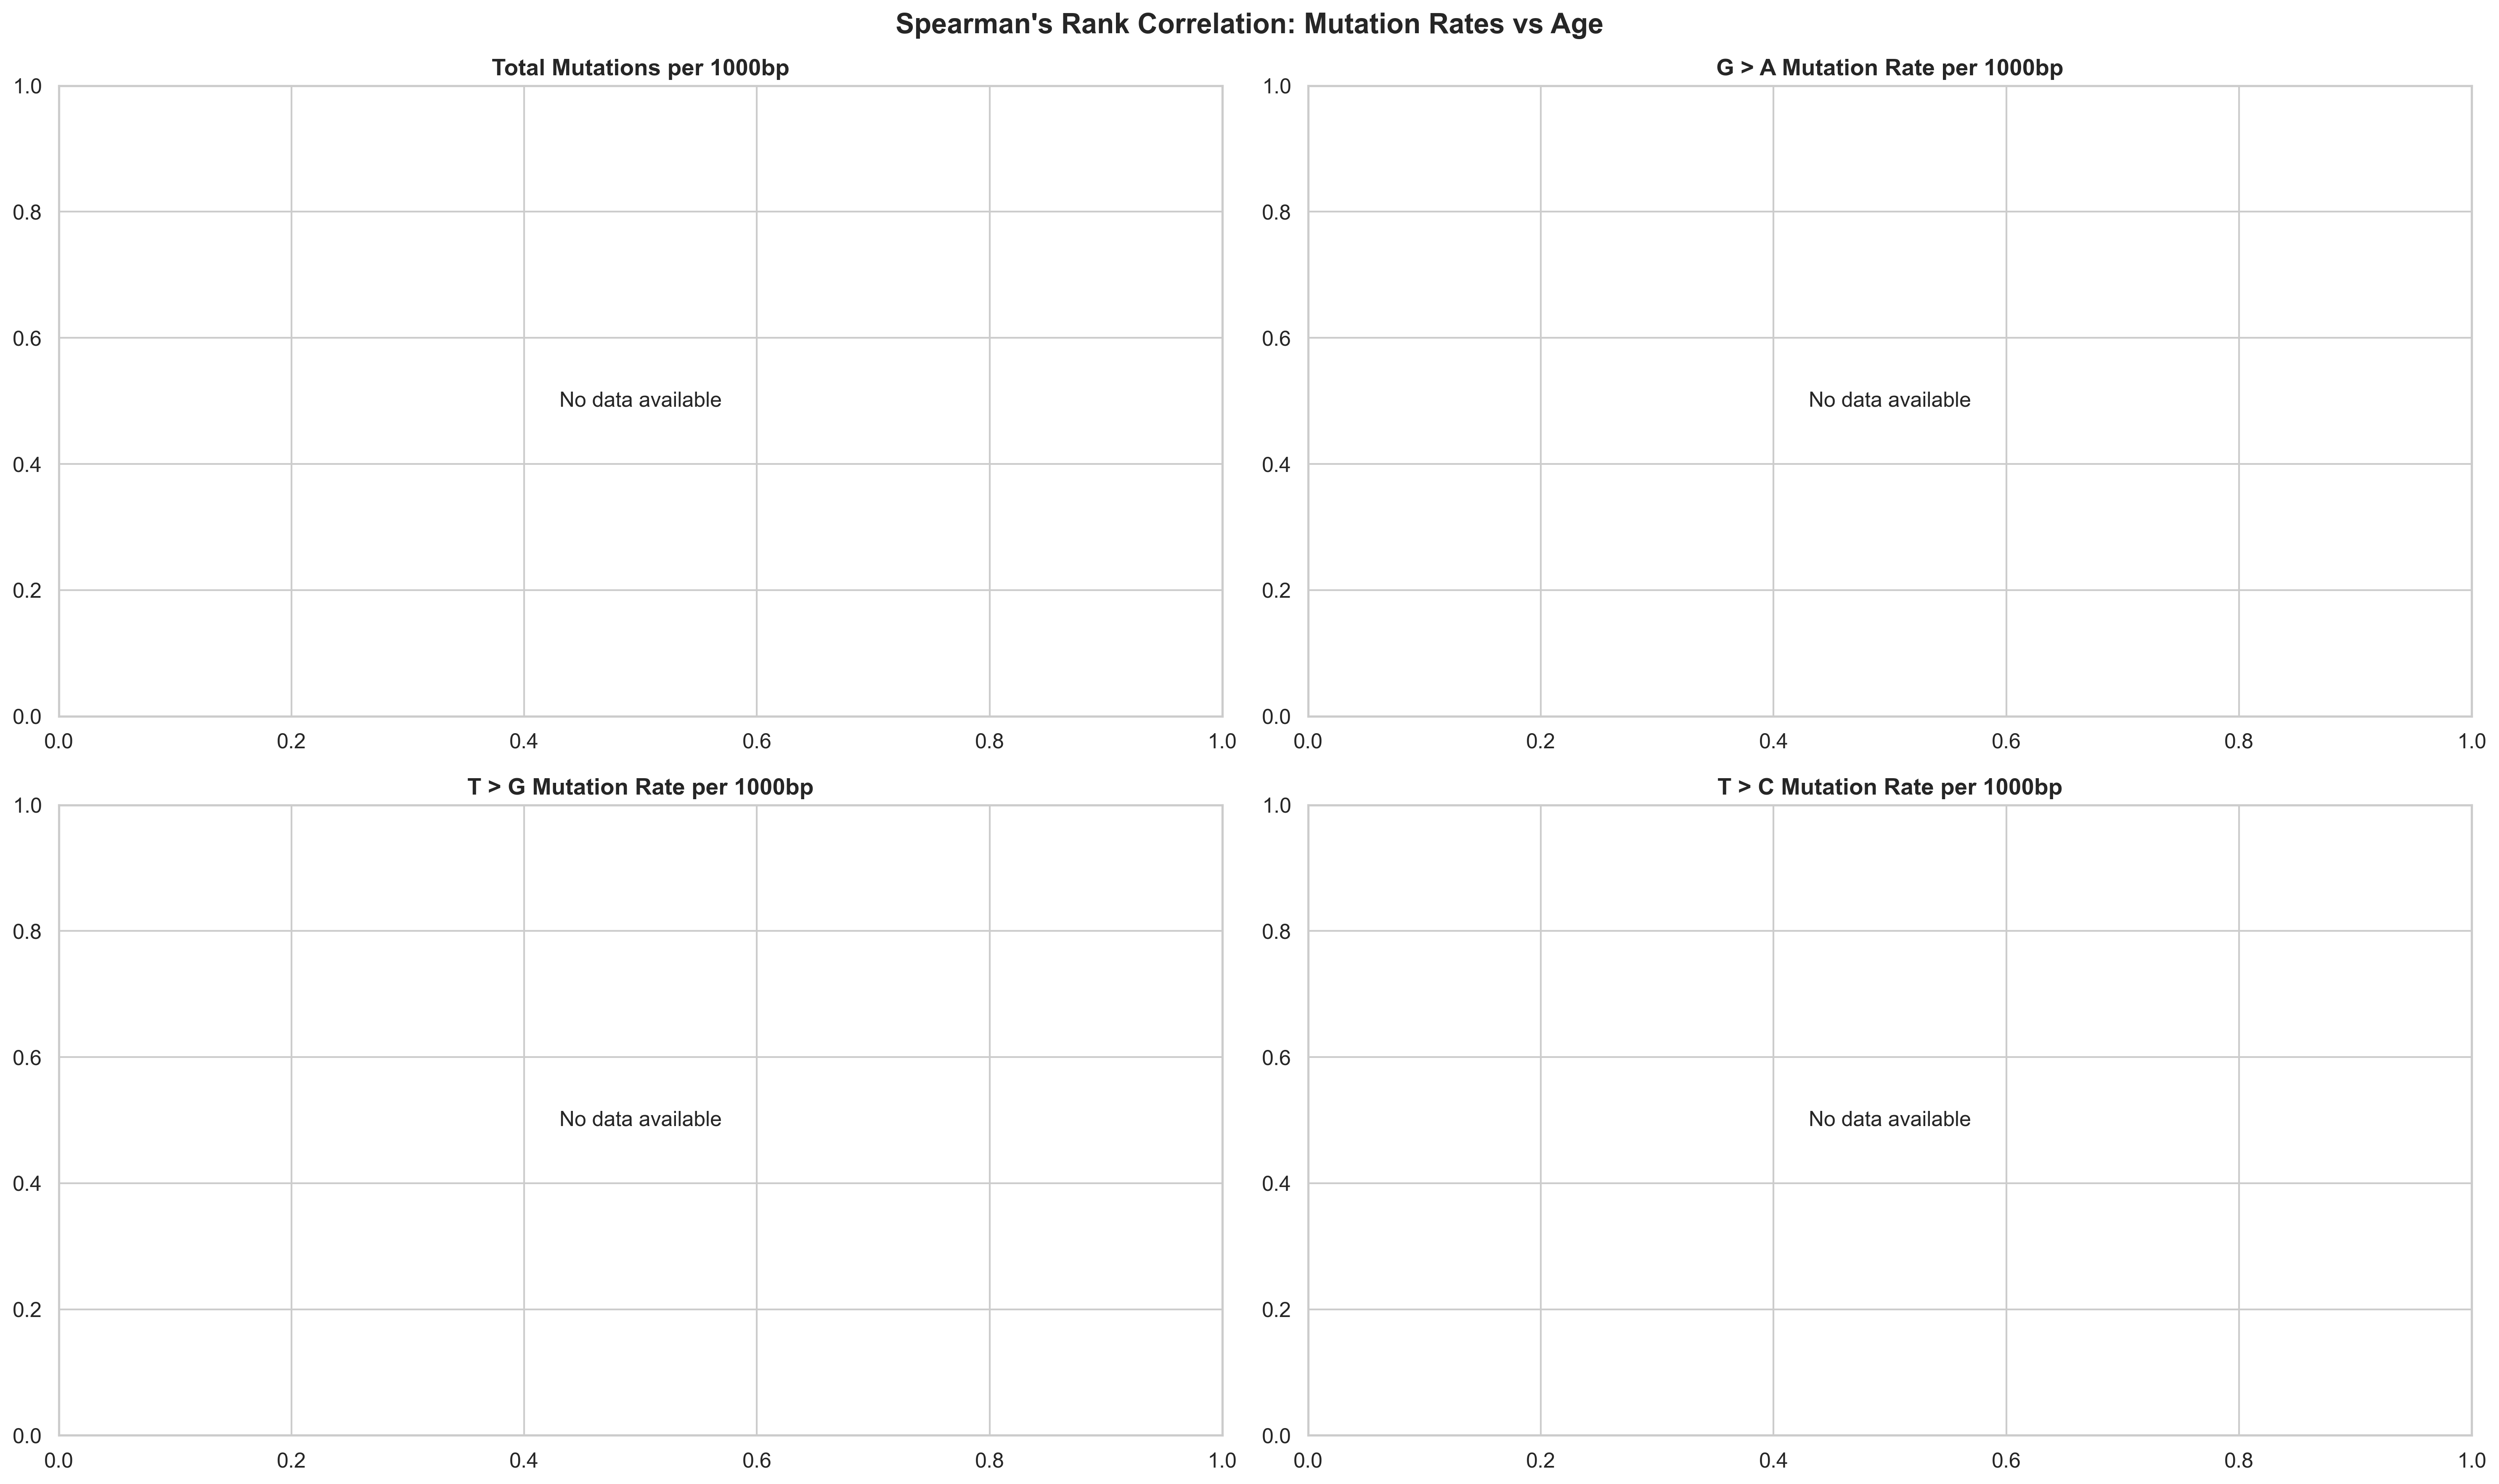 Spearman's Rank Correlation: Mutation Rates vs Age
Total Mutations per 1000bp
1.0
0.8
0.6
0.4
0.2
0.0
No data available
0.0 0.2 0.4 0.6 0.8 1.0
G > A Mutation Rate per 1000bp
1.0
0.8
0.6
0.4
0.2
0.0
No data available
0.0 0.2 0.4 0.6 0.8 1.0
T > G Mutation Rate per 1000bp
1.0
0.8
0.6
0.4
0.2
0.0
No data available
0.0 0.2 0.4 0.6 0.8 1.0
T > C Mutation Rate per 1000bp
1.0
0.8
0.6
0.4
0.2
0.0
No data available
0.0 0.2 0.4 0.6 0.8 1.0